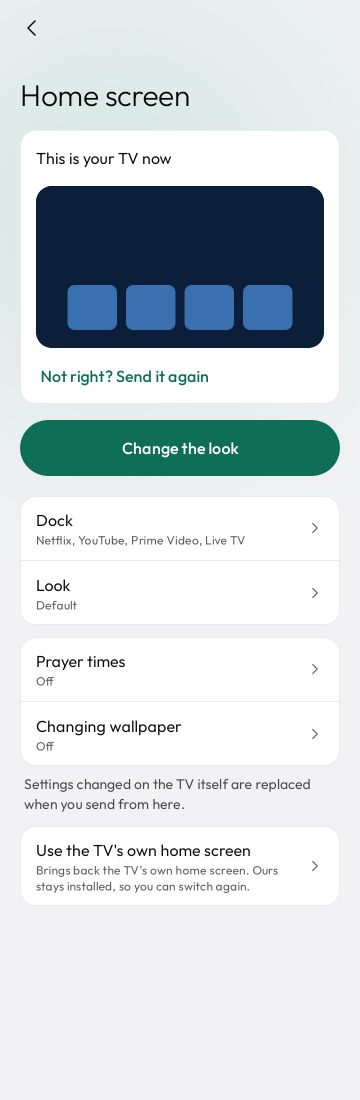 Home screen
This is your TV now
Not right? Send it again
Change the look
Dock
Netflix, YouTube, Prime Video, Live TV
Look
Default
Prayer times
Off
Changing wallpaper
Off
Settings changed on the TV itself are replaced
when you send from here.
Use the TV's own home screen
Brings back the TV's own home screen. Ours
stays installed, so you can switch again.